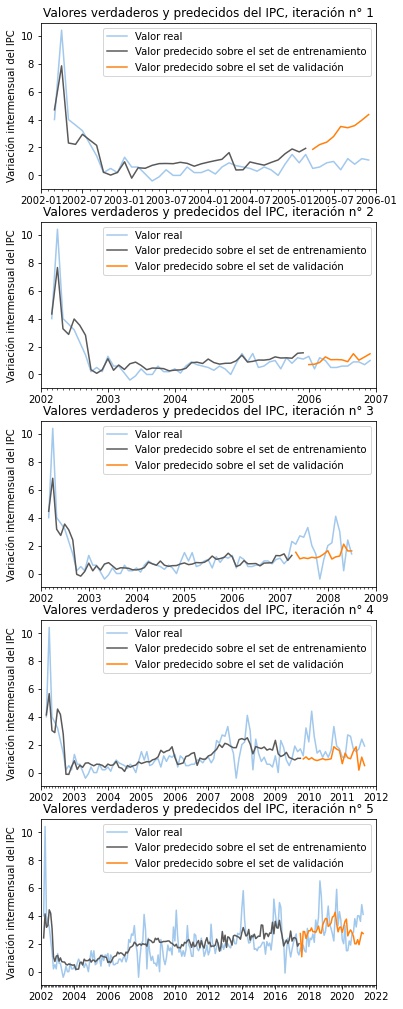 Valores verdaderos y predecidos del IPC, iteración n° 1
Variación intermensual del IPC
10
8
6
4
2
0
Valor real
Valor predecido sobre el set de entrenamiento
Valor predecido sobre el set de validación
2002-01 2002-07 2003-01 2003-07 2004-01 2004-07 2005-01 2005-07 2006-01
Valores verdaderos y predecidos del IPC, iteración n° 2
Variación intermensual del IPC
10
8
6
4
2
0
Valor real
Valor predecido sobre el set de entrenamiento
Valor predecido sobre el set de validación
2002 2003 2004 2005 2006 2007
Valores verdaderos y predecidos del IPC, iteración n° 3
Variación intermensual del IPC
10
8
6
4
2
0
Valor real
Valor predecido sobre el set de entrenamiento
Valor predecido sobre el set de validación
2002 2003 2004 2005 2006 2007 2008 2009
Valores verdaderos y predecidos del IPC, iteración n° 4
Variación intermensual del IPC
10
8
6
4
2
0
Valor real
Valor predecido sobre el set de entrenamiento
Valor predecido sobre el set de validación
2002 2003 2004 2005 2006 2007 2008 2009 2010 2011 2012
Valores verdaderos y predecidos del IPC, iteración n° 5
Variación intermensual del IPC
10
8
6
4
2
0
Valor real
Valor predecido sobre el set de entrenamiento
Valor predecido sobre el set de validación
2002 2004 2006 2008 2010 2012 2014 2016 2018 2020 2022